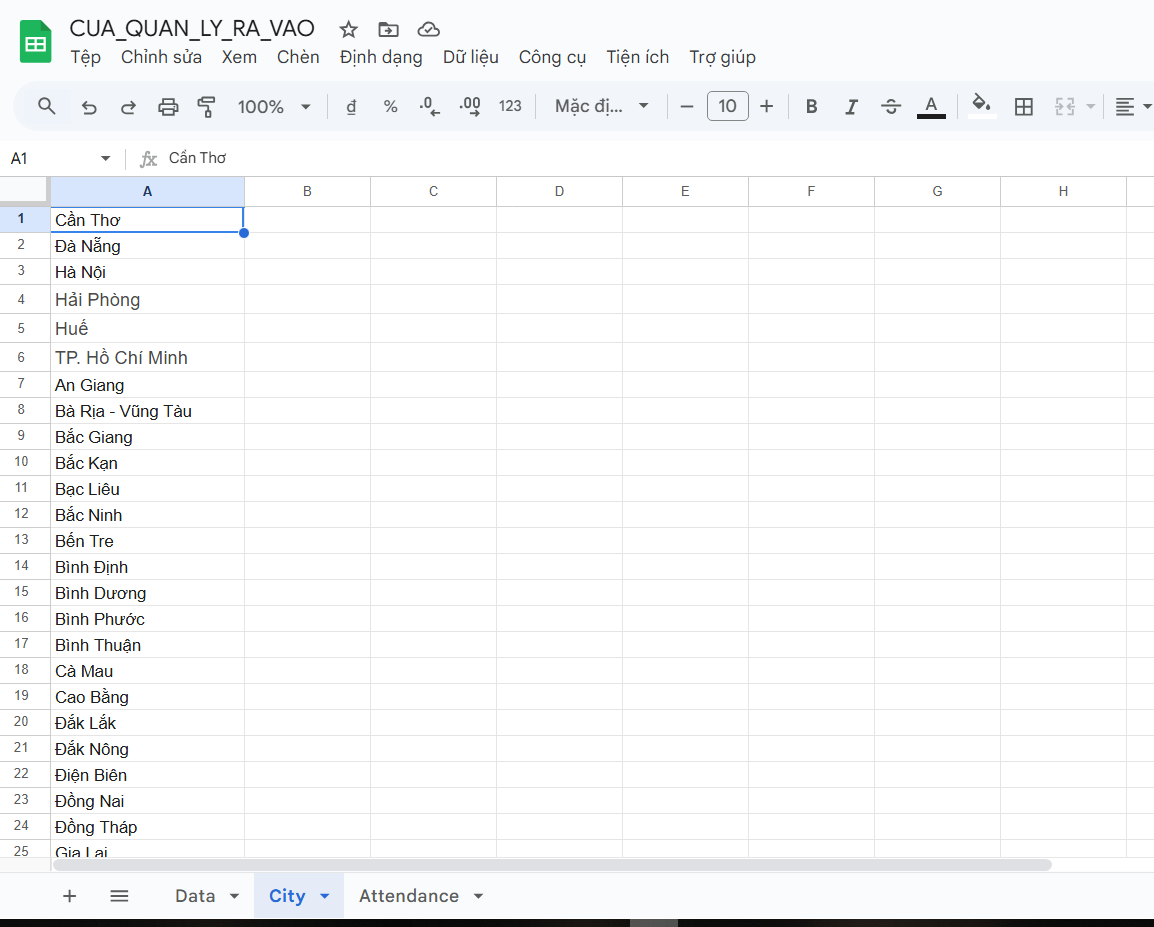 CUA_QUAN_LY_RA_VAO
Tệp Chỉnh sửa Xem Chèn Định dạng Dữ liệu Công cụ Tiện ích Trợ giúp
100% đ % .0 .00 123 Mặc đị... 10 B I S A
A1 fx Cần Thơ
A B C D E F G H
1 Cần Thơ
2 Đà Nẵng
3 Hà Nội
4 Hải Phòng
5 Huế
6 TP. Hồ Chí Minh
7 An Giang
8 Bà Rịa - Vũng Tàu
9 Bắc Giang
10 Bắc Kạn
11 Bạc Liêu
12 Bắc Ninh
13 Bến Tre
14 Bình Định
15 Bình Dương
16 Bình Phước
17 Bình Thuận
18 Cà Mau
19 Cao Bằng
20 Đắk Lắk
21 Đắk Nông
22 Điện Biên
23 Đồng Nai
24 Đồng Tháp
25 Gia Lai
Data City Attendance